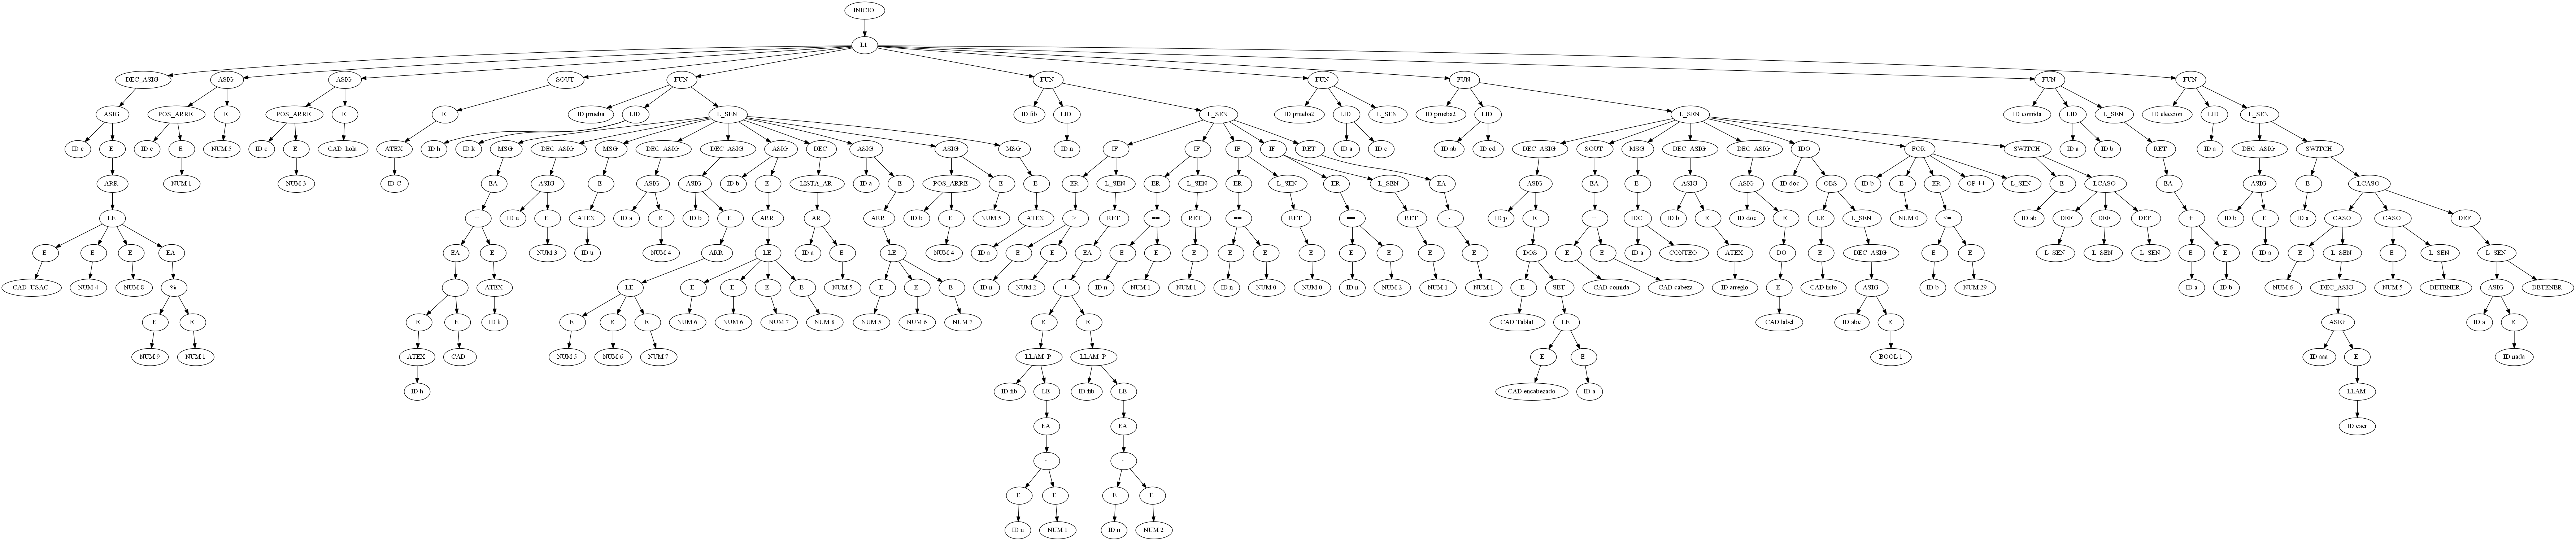 INICIO
L1
DEC_ASIG ASIG ASIG SOUT FUN FUN FUN FUN FUN FUN
ASIG POS_ARRE E POS_ARRE E E ID prueba LID L_SEN ID fib LID L_SEN ID prueba2 LID L_SEN ID prueba2 LID L_SEN ID comida LID L_SEN ID eleccion LID L_SEN
ID c E ID c E NUM 5 ID c E CAD hola ATEX ID h ID k MSG DEC_ASIG MSG DEC_ASIG DEC_ASIG ASIG DEC ASIG ASIG MSG ID n IF IF IF IF RET ID a ID c ID ab ID cd DEC_ASIG SOUT MSG DEC_ASIG DEC_ASIG IDO FOR SWITCH ID a ID b RET ID a DEC_ASIG SWITCH
ARR NUM 1 NUM 3 ID C EA ASIG E ASIG ASIG ID b E LISTA_AR ID a E POS_ARRE E E ER L_SEN ER L_SEN ER L_SEN ER L_SEN EA ASIG EA E ASIG ASIG ID doc OBS ID b E ER OP ++ L_SEN E LCASO EA ASIG E LCASO
LE + ID n E ATEX ID a E ID b E ARR AR ARR ID b E NUM 5 ATEX > RET == RET == RET == RET - ID p E + IDC ID b E ID doc E LE L_SEN NUM 0 <= ID ab DEF DEF DEF + ID b E ID a CASO CASO DEF
E E E EA EA E NUM 3 NUM 4 ARR LE ID a E LE NUM 4 ID a E E EA E E E E E E E E E E E DOS E E ID a CONTEO ATEX DO E DEC_ASIG E E L_SEN L_SEN L_SEN E E ID a E L_SEN E L_SEN L_SEN
CAD USAC NUM 4 NUM 8 % + ATEX LE E E E E NUM 5 E E E ID n NUM 2 + ID n NUM 1 NUM 1 ID n NUM 0 NUM 0 ID n NUM 2 NUM 1 NUM 1 E SET CAD comida CAD cabeza ID arreglo E CAD listo ASIG ID b NUM 20 ID a ID b NUM 6 DEC_ASIG NUM 5 DETENER ASIG DETENER
E E E E ID k E E E NUM 6 NUM 6 NUM 7 NUM 8 NUM 5 NUM 6 NUM 7 E E CAD Tabla1 LE CAD label ID abc E ASIG ID a E
NUM 9 NUM 1 ATEX CAD NUM 5 NUM 6 NUM 7 LLAM_P LLAM_P E E BOOL 1 E ID nada
ID h ID fib LE ID fib LE CAD encabezado ID a LLAM
EA EA
- -
E E E E
ID n NUM 1 ID n NUM 2